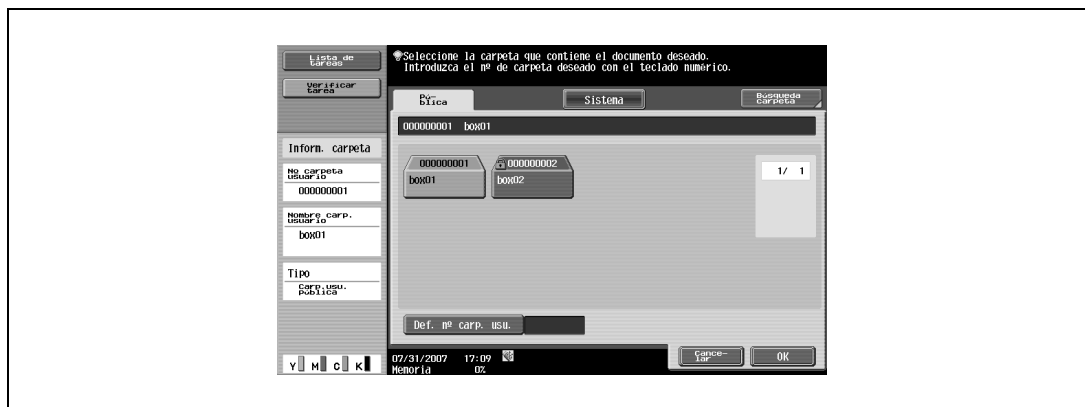 Lista de
tareas
Verificar
tarea
Seleccione la carpeta que contiene el documento deseado.
Introduzca el nº de carpeta deseado con el teclado numérico.
Pú-
blica
Sistema
Búsqueda
carpeta
000000001 box01
Inform. carpeta
No carpeta
usuario
000000001
Nombre carp.
usuario
box01
Tipo
Carp.usu.
pública
000000001
box01
000000002
box02
1/ 1
Def. nº carp. usu.
07/31/2007 17:09
Memoria 0%
Cance-
lar
OK
Y M C K